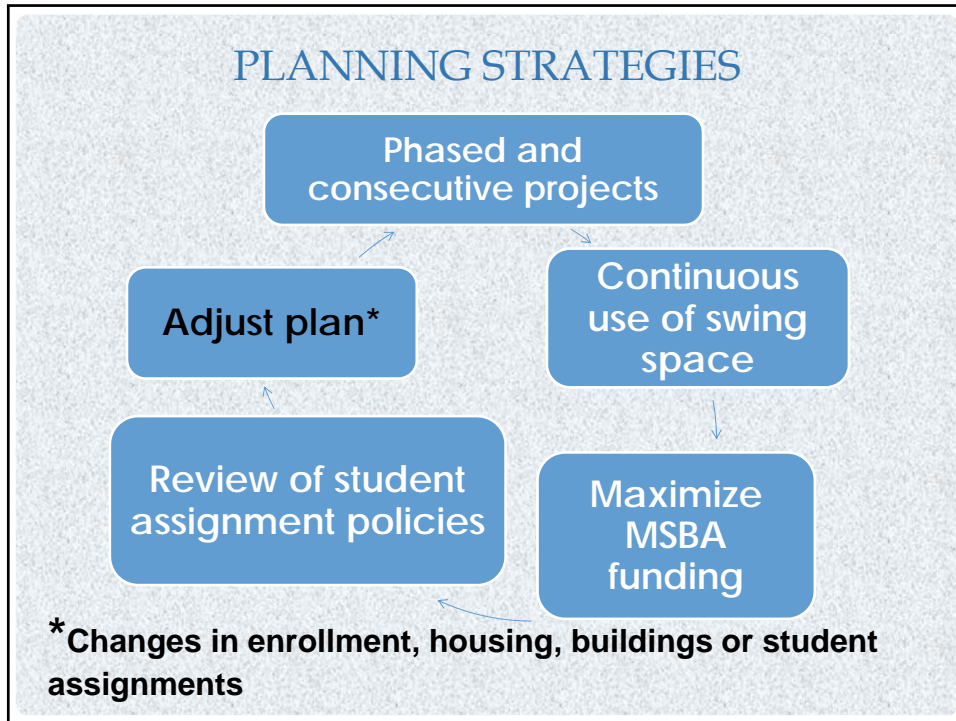 PLANNING STRATEGIES
Phased and
consecutive projects
Continuous
use of swing
space
Maximize
MSBA
funding
Review of student
assignment policies
Adjust plan*
*Changes in enrollment, housing, buildings or student
assignments